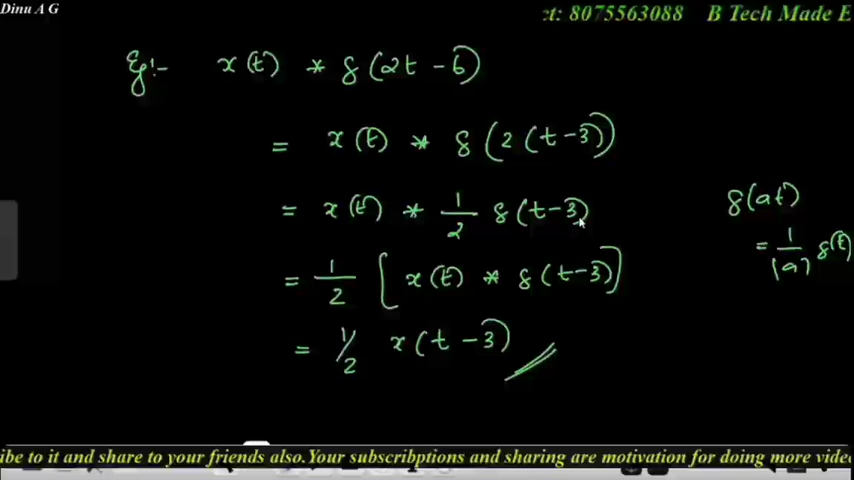 Dinu A G
ct: 8075563088 B Tech Made E
Eg:- x(t) * δ(2t - 6)
= x(t) * δ(2(t-3))
= x(t) * 1/2 δ(t-3)
δ(at)
= 1/|a| δ(t)
= 1/2 [x(t) * δ(t-3)]
= 1/2 x(t-3)
ibe to it and share to your friends also.Your subscribptions and sharing are motivation for doing more vide